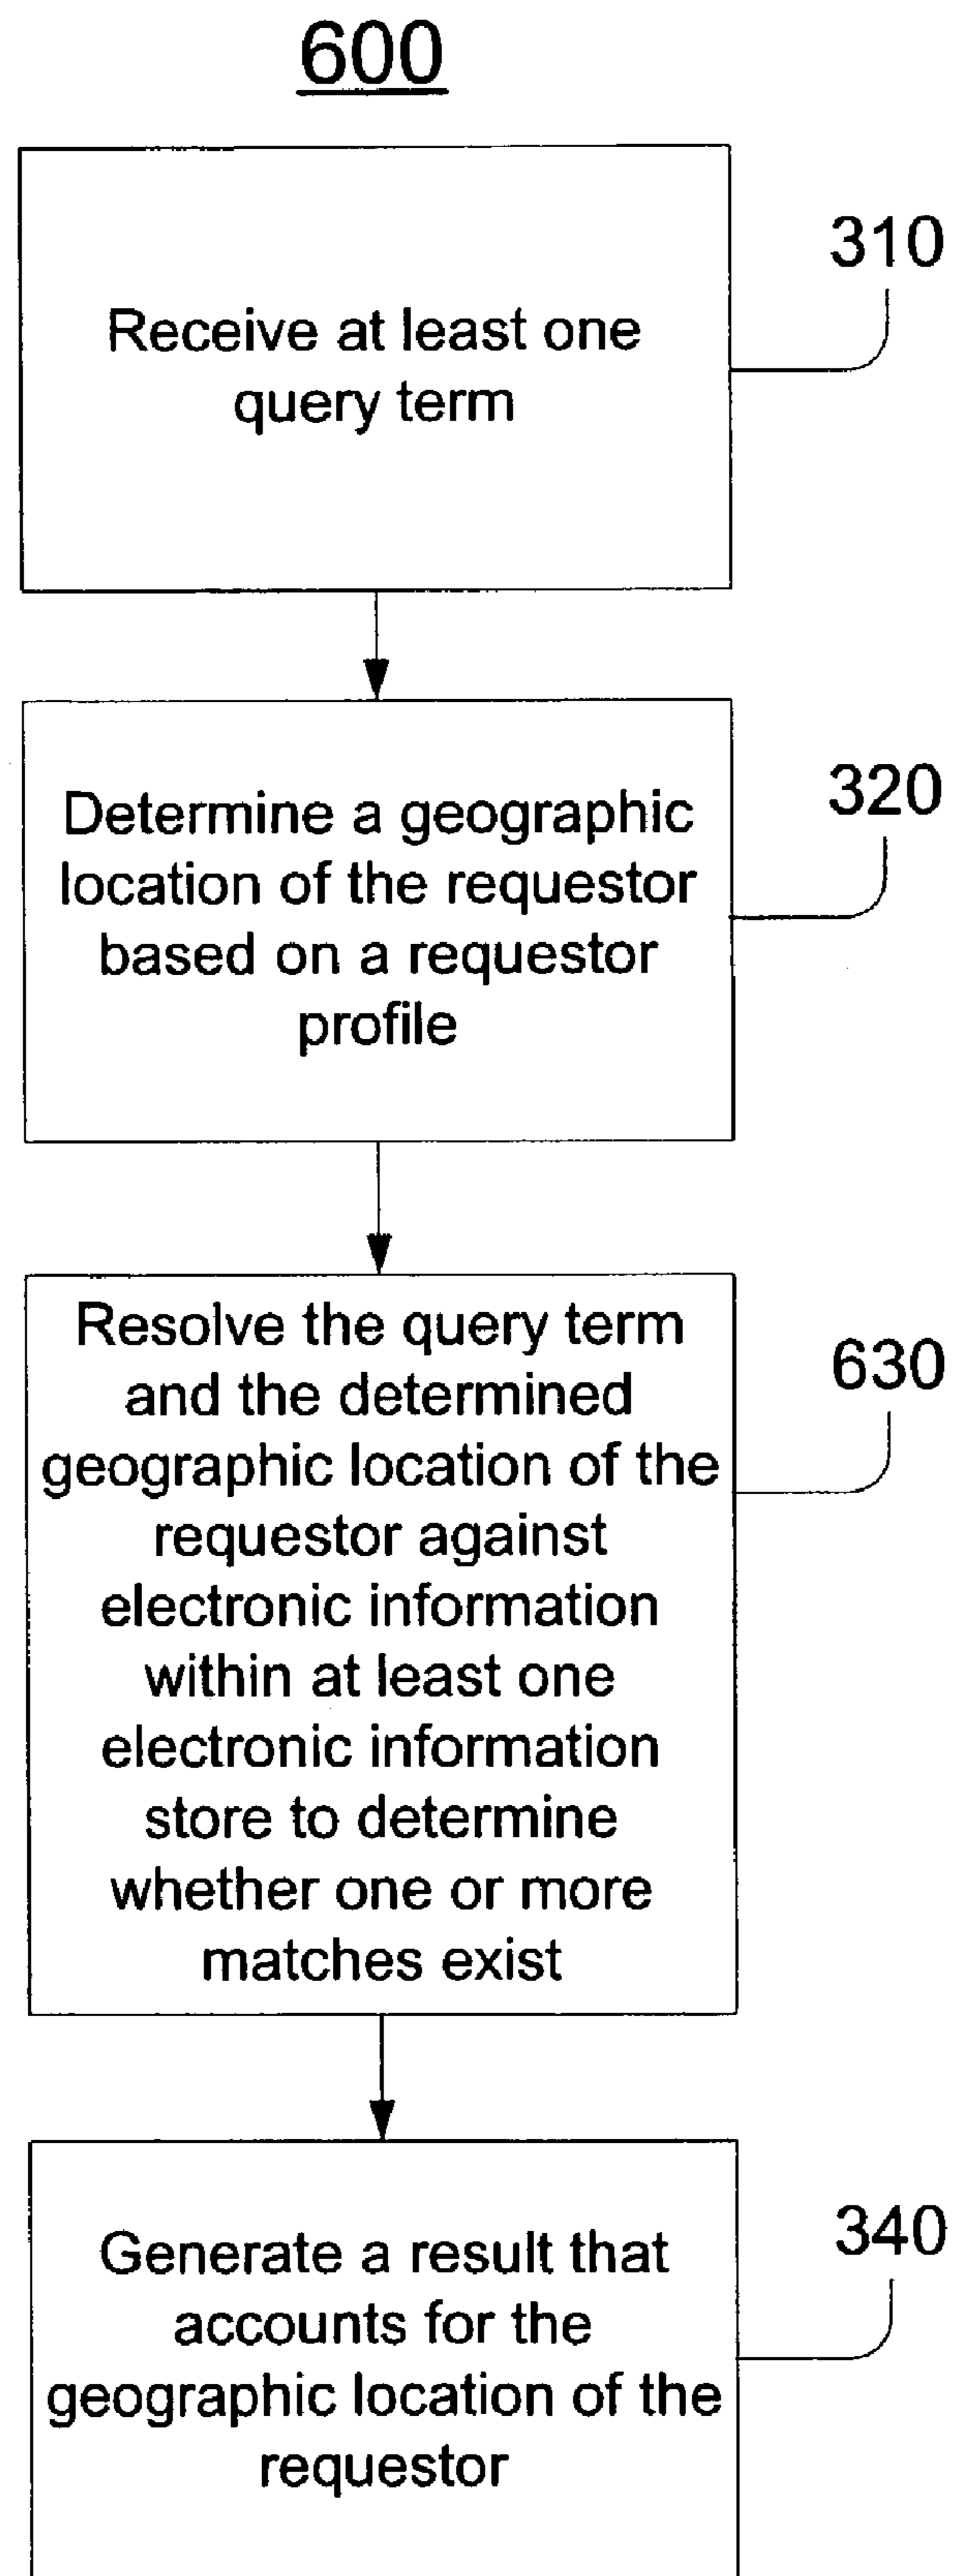 600
310
Receive at least one
query term
320
Determine a geographic
location of the requestor
based on a requestor
profile
630
Resolve the query term
and the determined
geographic location of the
requestor against
electronic information
within at least one
electronic information
store to determine
whether one or more
matches exist
340
Generate a result that
accounts for the
geographic location of the
requestor